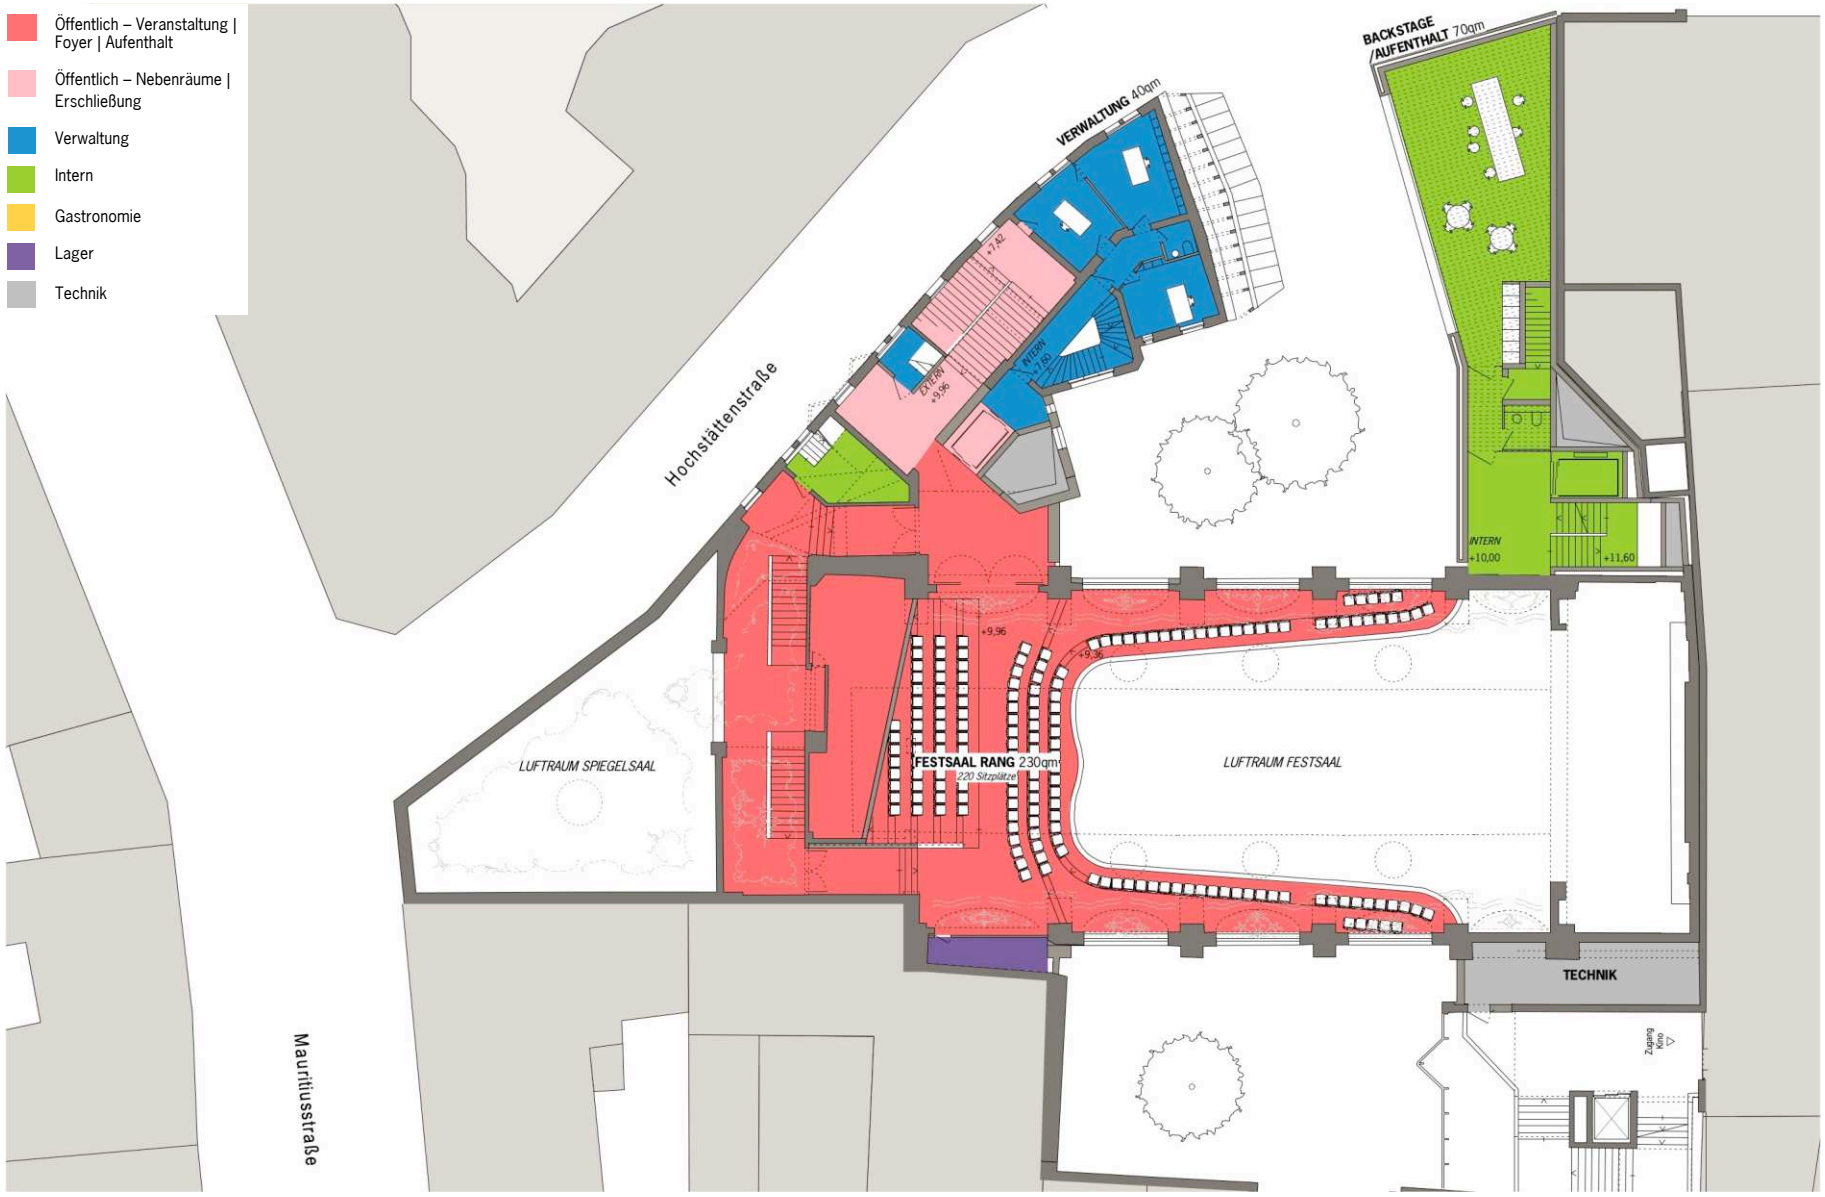 Öffentlich – Veranstaltung |
Foyer | Aufenthalt
Öffentlich – Nebenräume |
Erschließung
Verwaltung
Intern
Gastronomie
Lager
Technik
BACKSTAGE
/AUFENTHALT 70qm
VERWALTUNG 40qm
+7,42
INTERN
+7,60
EXTERN
+9,96
Hochstättenstraße
INTERN
+10,00
+11,60
+9,96
+9,36
LUFTRAUM SPIEGELSAAL
FESTSAAL RANG 230qm
220 Sitzplätze
LUFTRAUM FESTSAAL
TECHNIK
Zugang
Kino
Mauritiusstraße